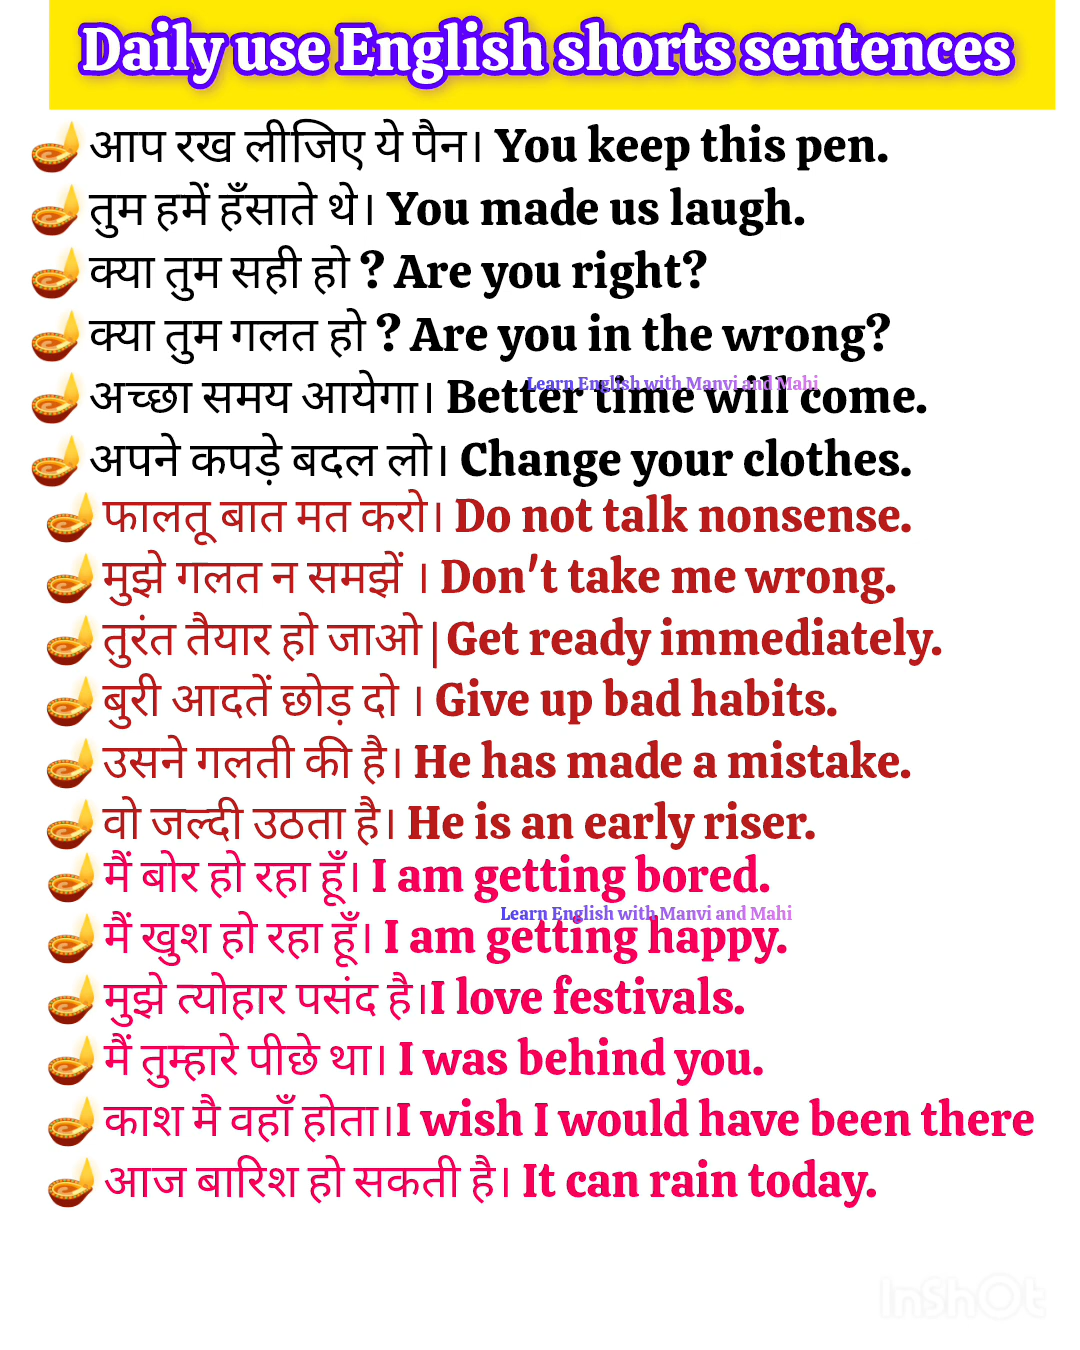 Daily use English shorts sentences
आप रख लीजिए ये पैन। You keep this pen.
तुम हमें हँसाते थे। You made us laugh.
क्या तुम सही हो ? Are you right?
क्या तुम गलत हो ? Are you in the wrong?
Learn English with Manvi and Mahi
अच्छा समय आयेगा। Better time will come.
अपने कपड़े बदल लो। Change your clothes.
फालतू बात मत करो। Do not talk nonsense.
मुझे गलत न समझें । Don't take me wrong.
तुरंत तैयार हो जाओ| Get ready immediately.
बुरी आदतें छोड़ दो । Give up bad habits.
उसने गलती की है। He has made a mistake.
वो जल्दी उठता है। He is an early riser.
मैं बोर हो रहा हूँ। I am getting bored.
Learn English with Manvi and Mahi
मैं खुश हो रहा हूँ। I am getting happy.
मुझे त्योहार पसंद है।I love festivals.
मैं तुम्हारे पीछे था। I was behind you.
काश मै वहाँ होता।I wish I would have been there
आज बारिश हो सकती है। It can rain today.
InShOt